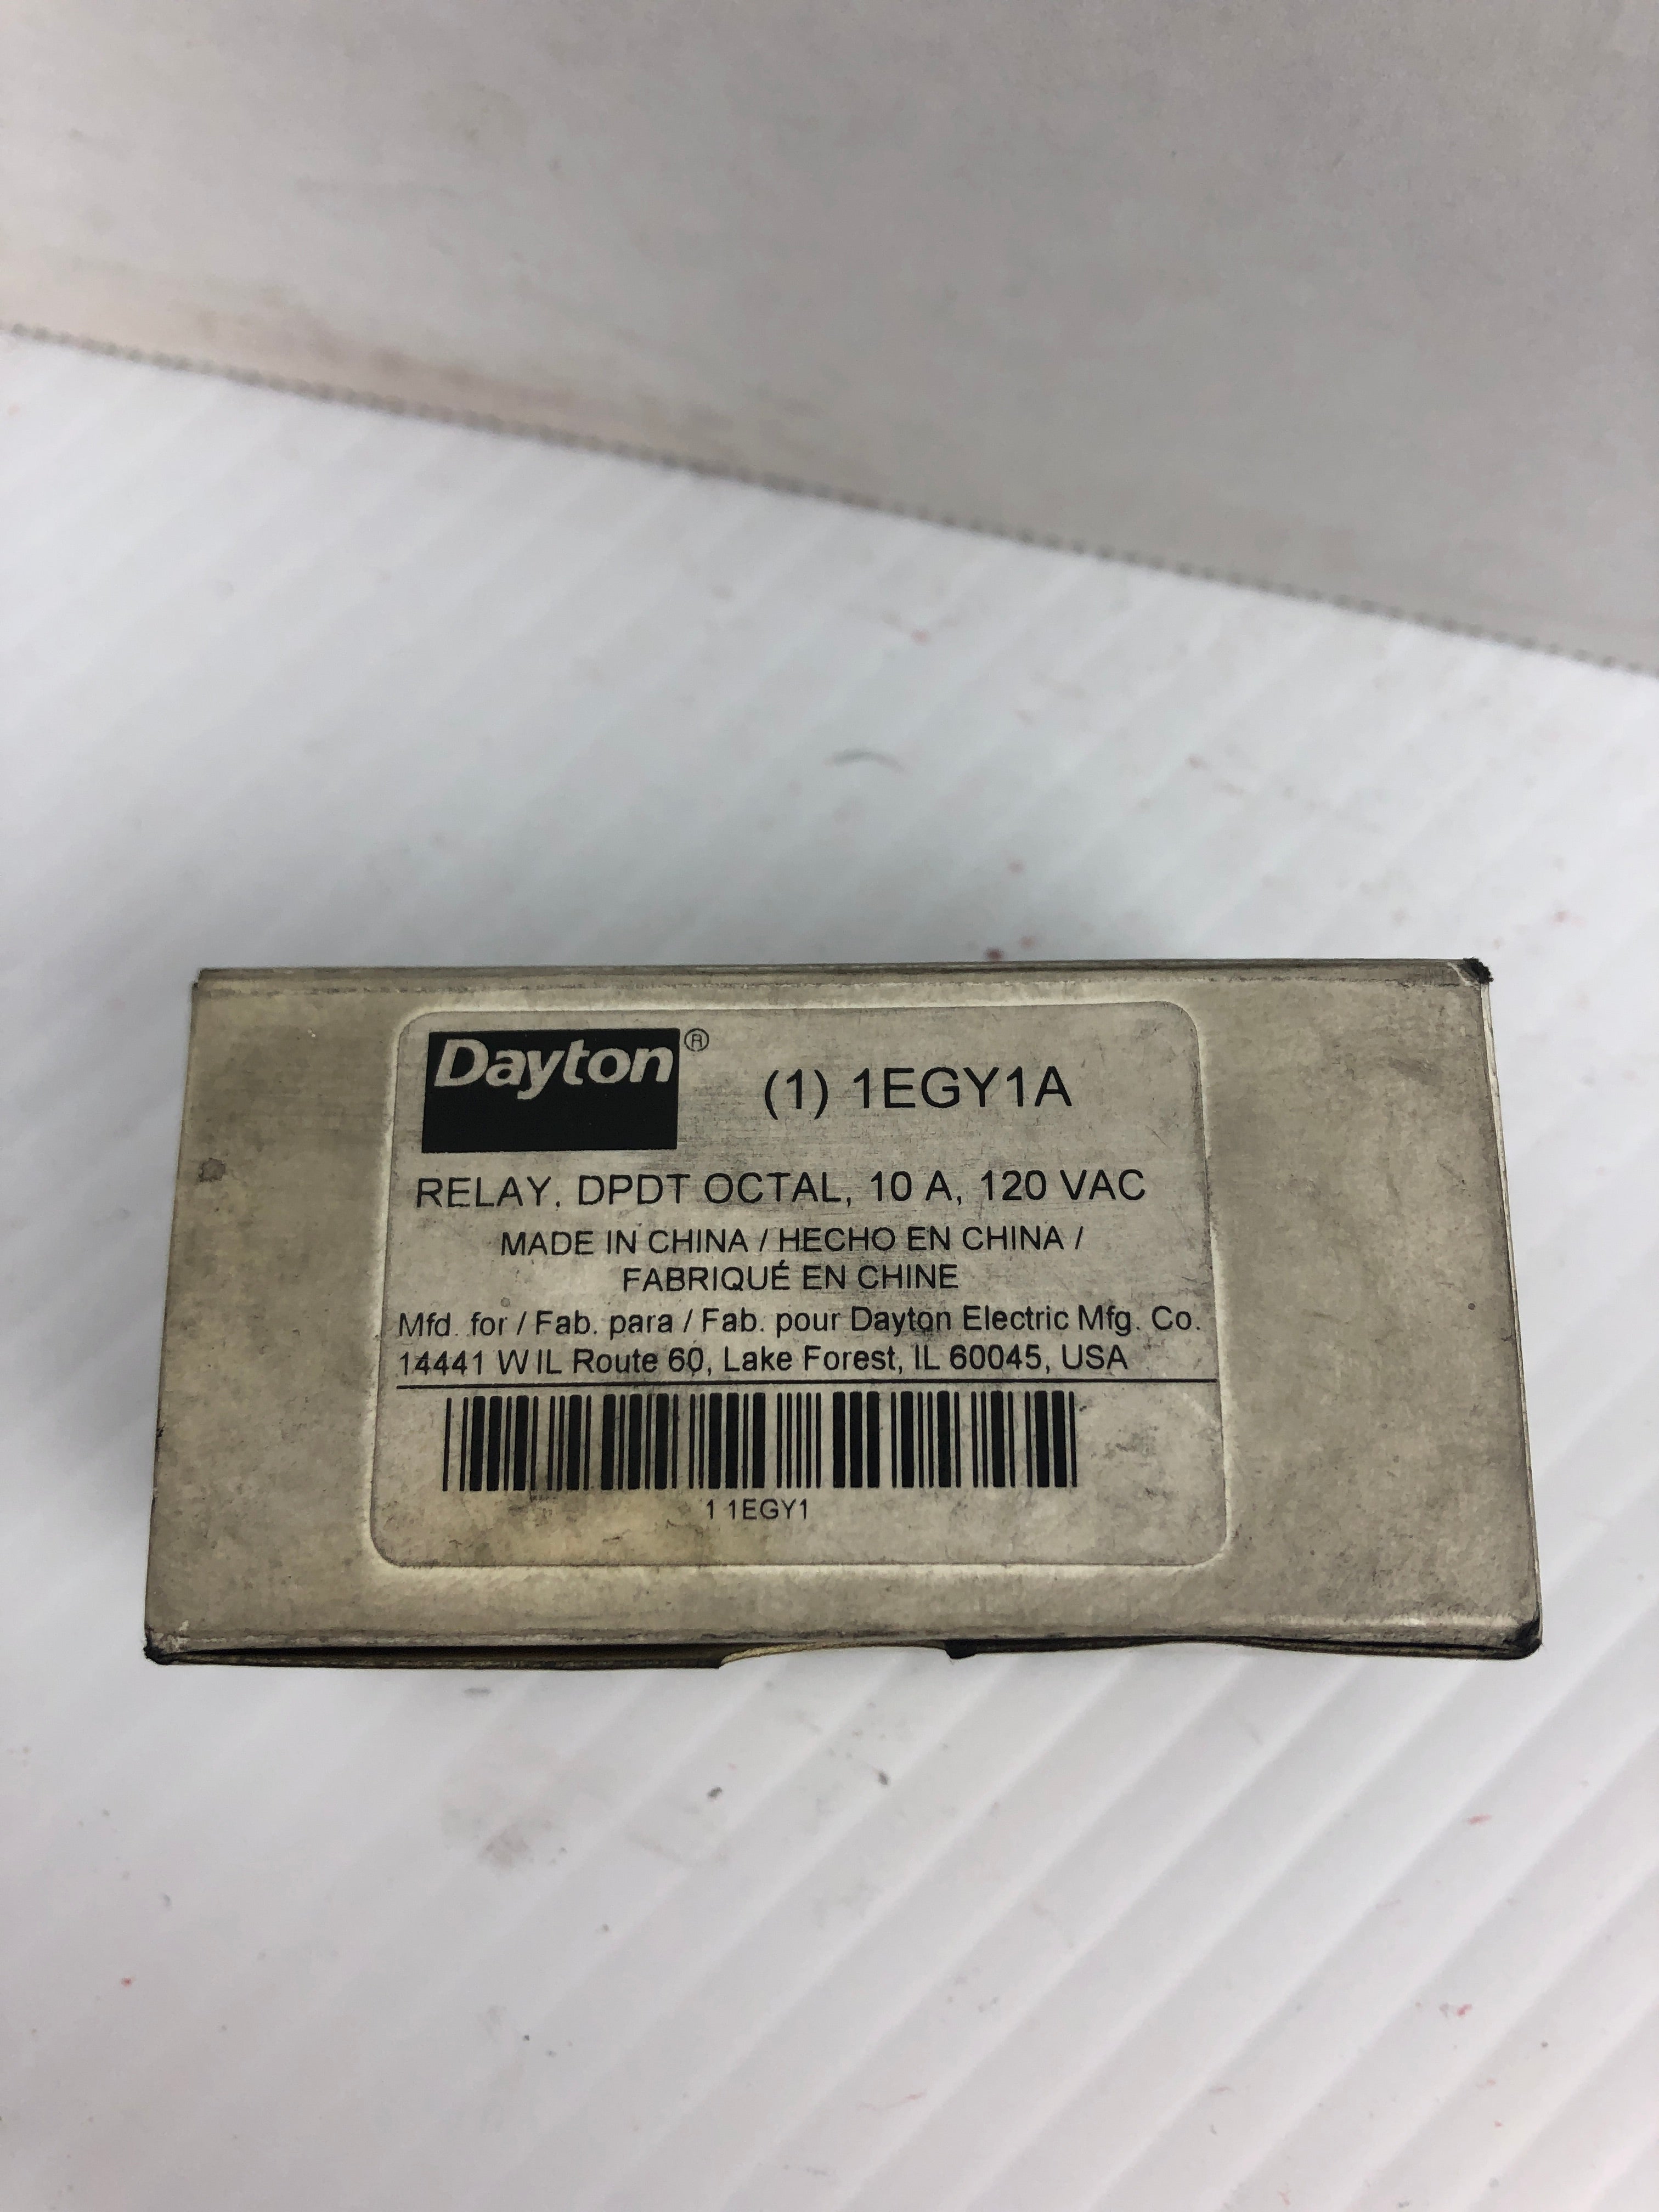 Dayton® (1) 1EGY1A
RELAY, DPDT OCTAL, 10 A, 120 VAC
MADE IN CHINA / HECHO EN CHINA /
FABRIQUÉ EN CHINE
Mfd. for / Fab. para / Fab. pour Dayton Electric Mfg. Co.
14441 W IL Route 60, Lake Forest, IL 60045, USA
1 1EGY1